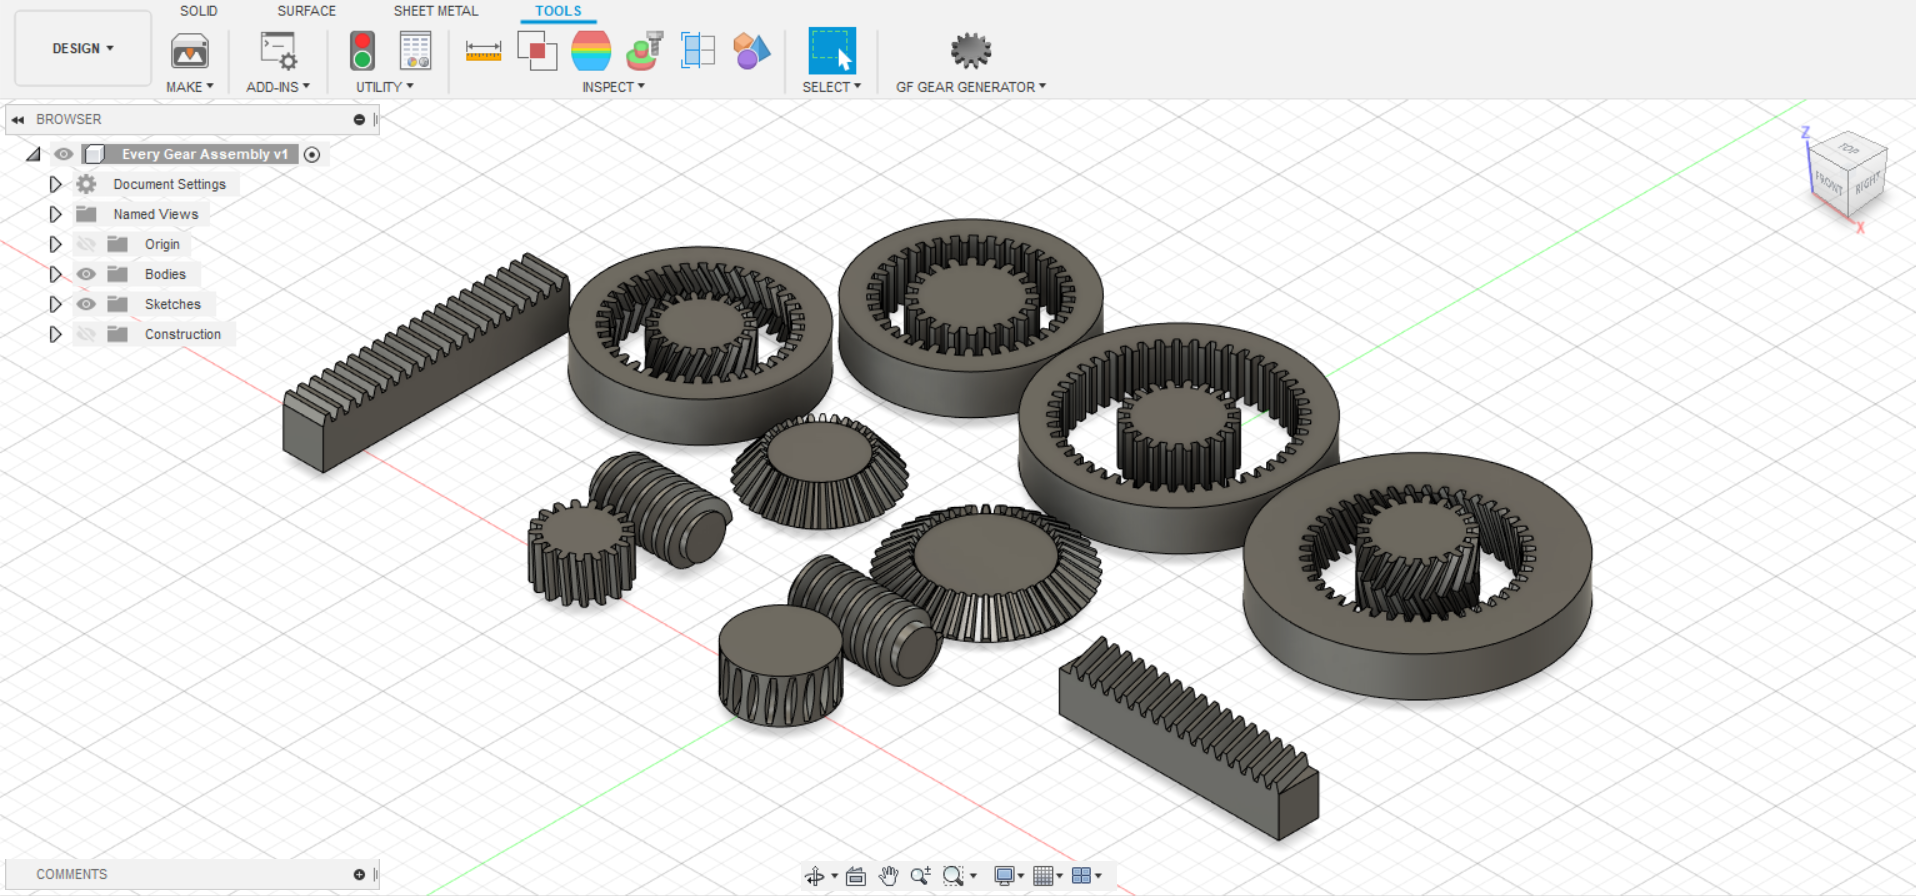 SOLID SURFACE SHEET METAL TOOLS
DESIGN
MAKE ADD-INS UTILITY INSPECT SELECT GF GEAR GENERATOR
BROWSER
Every Gear Assembly v1
Document Settings
Named Views
Origin
Bodies
Sketches
Construction
Z
TOP
FRONT
RIGHT
X
COMMENTS